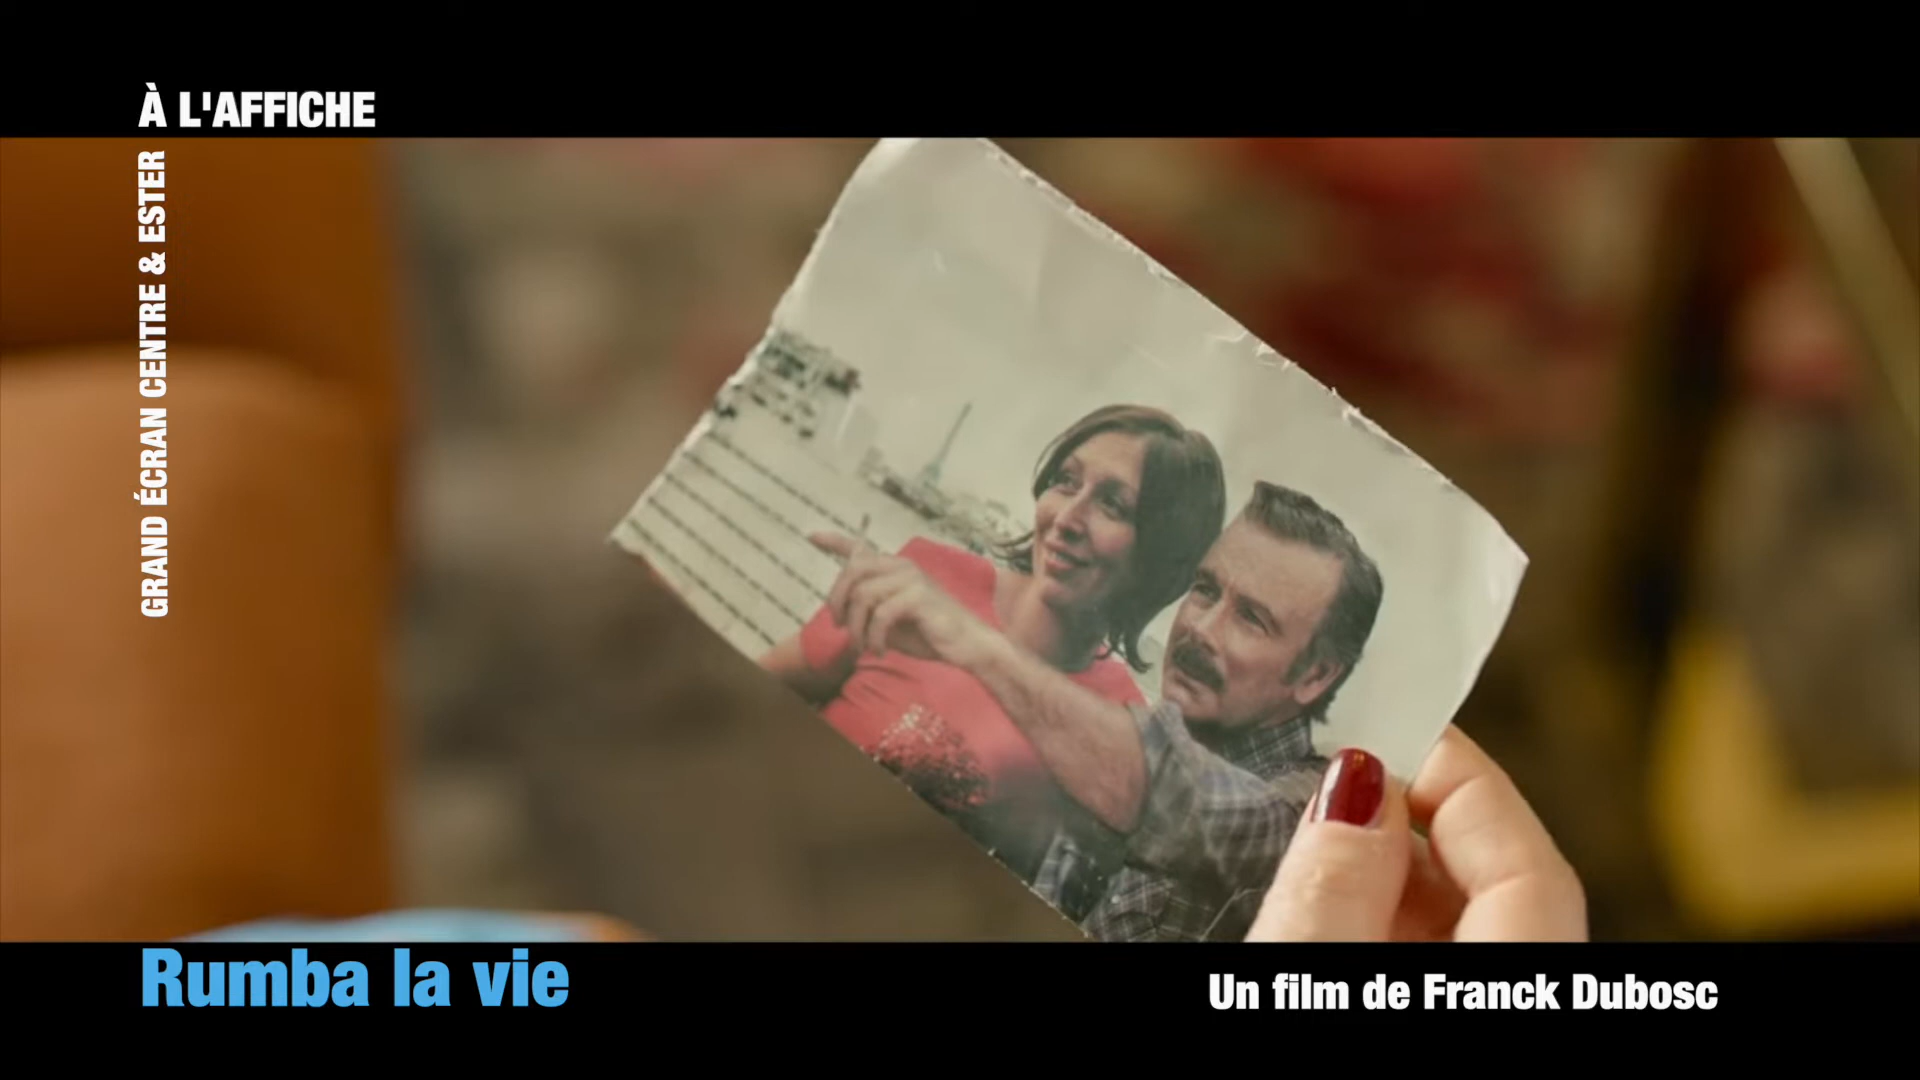 À L'AFFICHE
GRAND ÉCRAN CENTRE & ESTER
Rumba la vie
Un film de Franck Dubosc